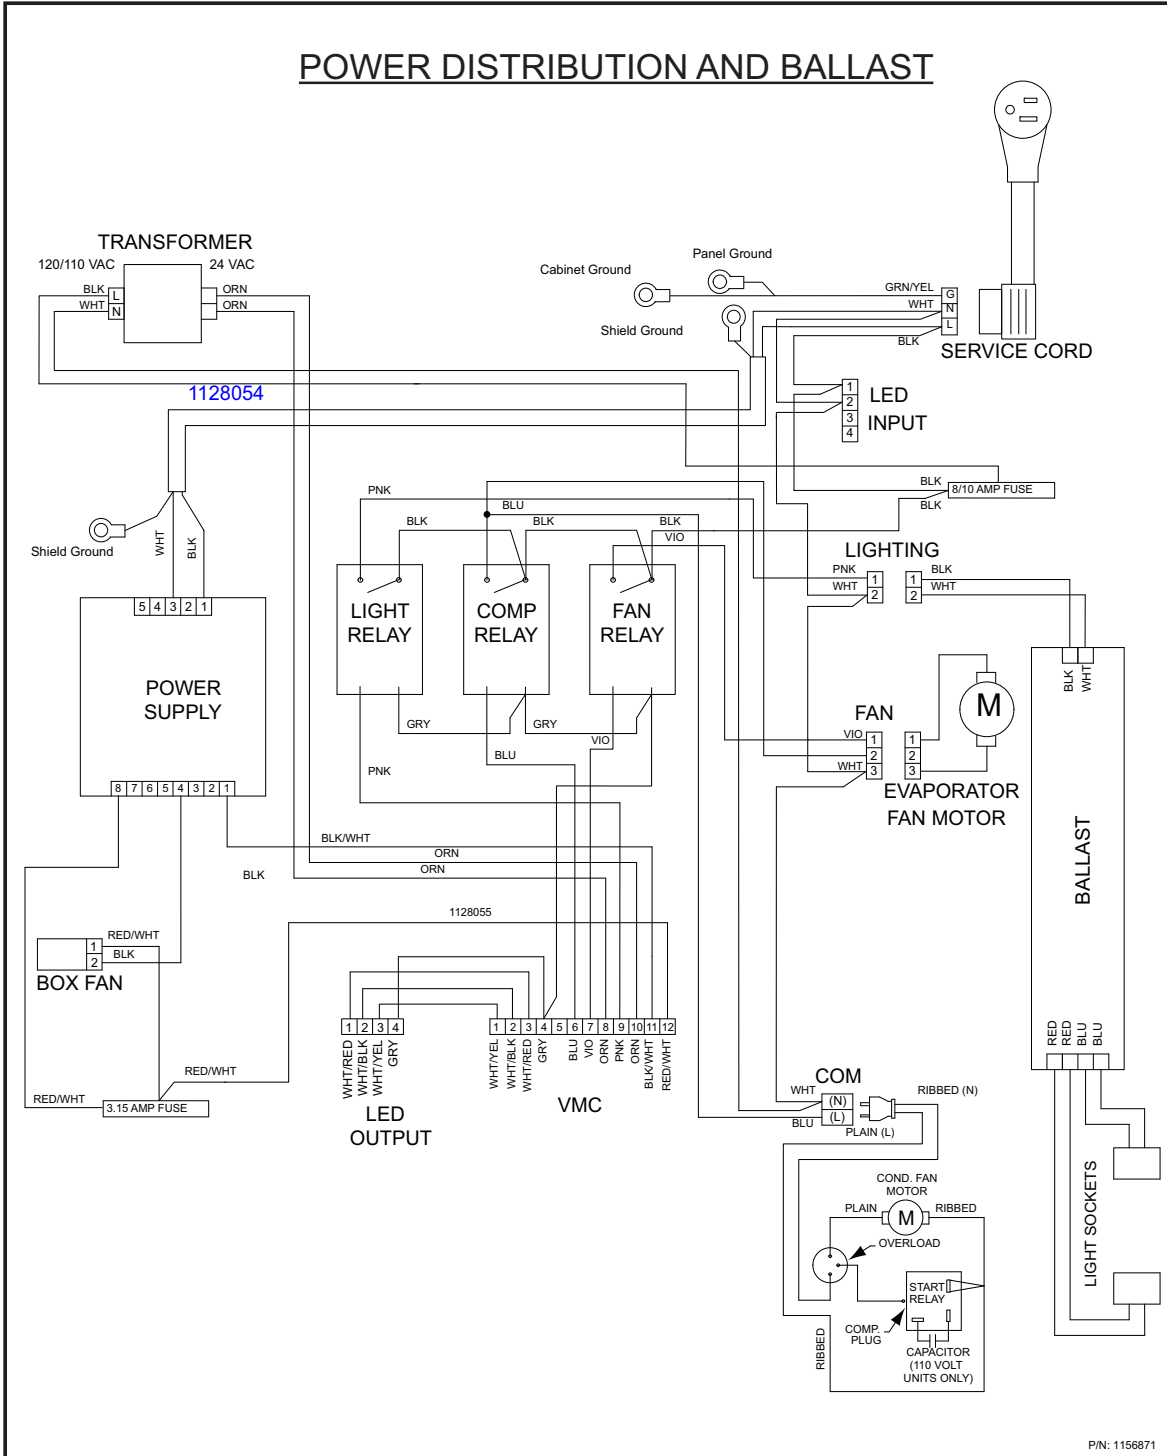 POWER DISTRIBUTION AND BALLAST
TRANSFORMER
120/110 VAC
24 VAC
BLK
L
ORN
WHT
N
ORN
1128054
Cabinet Ground
Panel Ground
Shield Ground
GRN/YEL
G
WHT
N
L
BLK
SERVICE CORD
1
2
3
4
LED
INPUT
BLK
8/10 AMP FUSE
BLK
PNK
BLU
BLK
BLK
BLK
VIO
Shield Ground
WHT
BLK
LIGHT
RELAY
COMP
RELAY
FAN
RELAY
LIGHTING
PNK
1
WHT
2
1
BLK
2
WHT
5 4 3 2 1
POWER
SUPPLY
8 7 6 5 4 3 2 1
GRY
GRY
VIO
BLU
PNK
FAN
VIO
1
2
WHT
3
1
2
3
M
EVAPORATOR
FAN MOTOR
BLK
WHT
BALLAST
RED
RED
BLU
BLU
BLK/WHT
ORN
ORN
BLK
1128055
RED/WHT
1
BLK
2
BOX FAN
RED/WHT
RED/WHT
3.15 AMP FUSE
1 2 3 4
WHT/RED
WHT/BLK
WHT/YEL
GRY
LED
OUTPUT
1 2 3 4 5 6 7 8 9 10 11 12
WHT/YEL
WHT/BLK
WHT/RED
GRY
BLU
VIO
ORN
PNK
ORN
BLK/WHT
RED/WHT
VMC
COM
WHT
(N)
BLU
(L)
RIBBED (N)
PLAIN (L)
COND. FAN
MOTOR
PLAIN
M
RIBBED
OVERLOAD
START
RELAY
COMP.
PLUG
RIBBED
CAPACITOR
(110 VOLT
UNITS ONLY)
LIGHT SOCKETS
P/N: 1156871